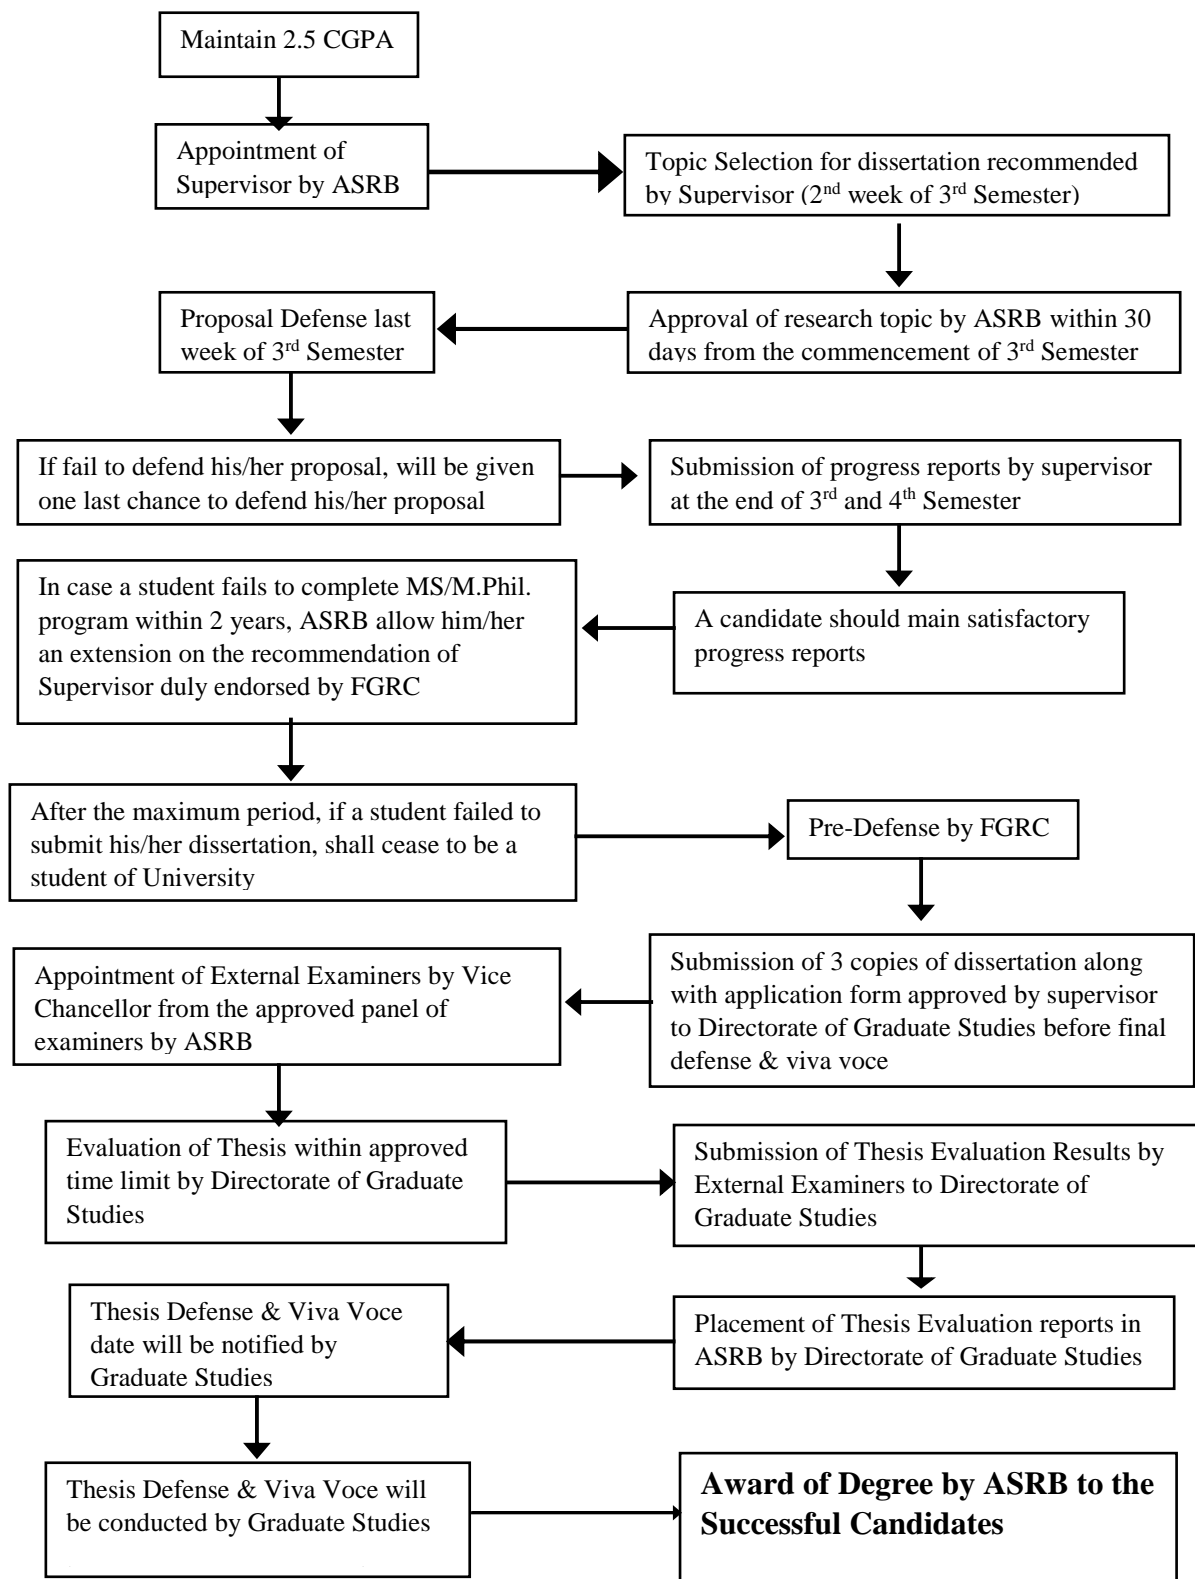 Maintain 2.5 CGPA
Appointment of
Supervisor by ASRB
Topic Selection for dissertation recommended
by Supervisor (2nd week of 3rd Semester)
Approval of research topic by ASRB within 30
days from the commencement of 3rd Semester
Proposal Defense last
week of 3rd Semester
If fail to defend his/her proposal, will be given
one last chance to defend his/her proposal
Submission of progress reports by supervisor
at the end of 3rd and 4th Semester
A candidate should main satisfactory
progress reports
In case a student fails to complete MS/M.Phil.
program within 2 years, ASRB allow him/her
an extension on the recommendation of
Supervisor duly endorsed by FGRC
After the maximum period, if a student failed to
submit his/her dissertation, shall cease to be a
student of University
Pre-Defense by FGRC
Submission of 3 copies of dissertation along
with application form approved by supervisor
to Directorate of Graduate Studies before final
defense & viva voce
Appointment of External Examiners by Vice
Chancellor from the approved panel of
examiners by ASRB
Evaluation of Thesis within approved
time limit by Directorate of Graduate
Studies
Submission of Thesis Evaluation Results by
External Examiners to Directorate of
Graduate Studies
Placement of Thesis Evaluation reports in
ASRB by Directorate of Graduate Studies
Thesis Defense & Viva Voce
date will be notified by
Graduate Studies
Thesis Defense & Viva Voce will
be conducted by Graduate Studies
Award of Degree by ASRB to the
Successful Candidates